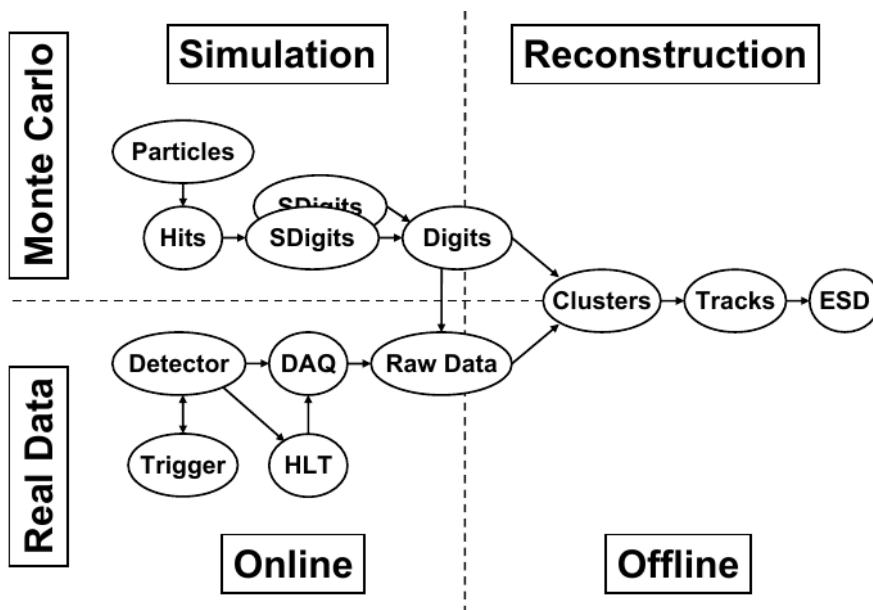 Monte Carlo
Simulation
Reconstruction
Particles
SDigits
Hits
SDigits
Digits
Clusters
Tracks
ESD
Real Data
Detector
DAQ
Raw Data
Trigger
HLT
Online
Offline